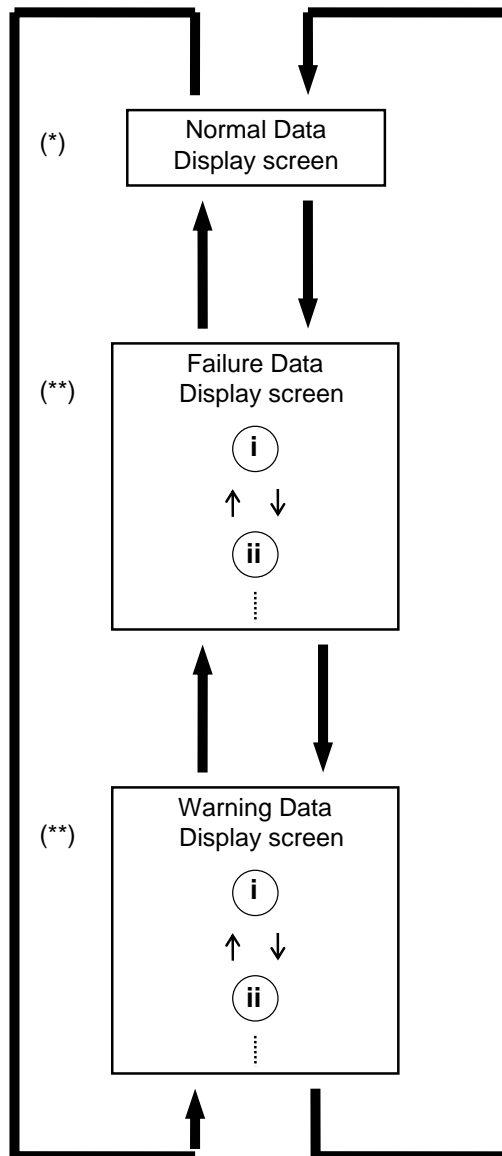 (*)
Normal Data
Display screen
(**)
Failure Data
Display screen
i
ii
(**)
Warning Data
Display screen
i
ii